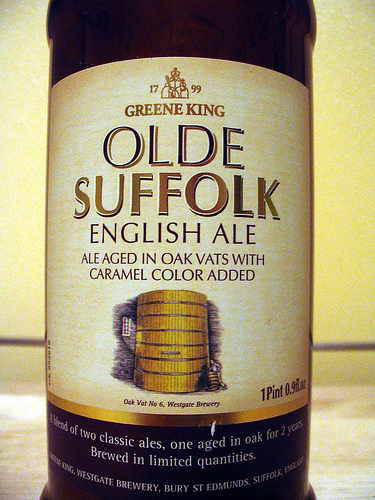 17 99
GREENE KING
OLDE
SUFFOLK
ENGLISH ALE
ALE AGED IN OAK VATS WITH
CARAMEL COLOR ADDED
Oak Vat No 6, Westgate Brewery
1 Pint 0.9fl.oz
A blend of two classic ales, one aged in oak for 2 years.
Brewed in limited quantities.
GREENE KING, WESTGATE BREWERY, BURY ST EDMUNDS, SUFFOLK, ENGLAND